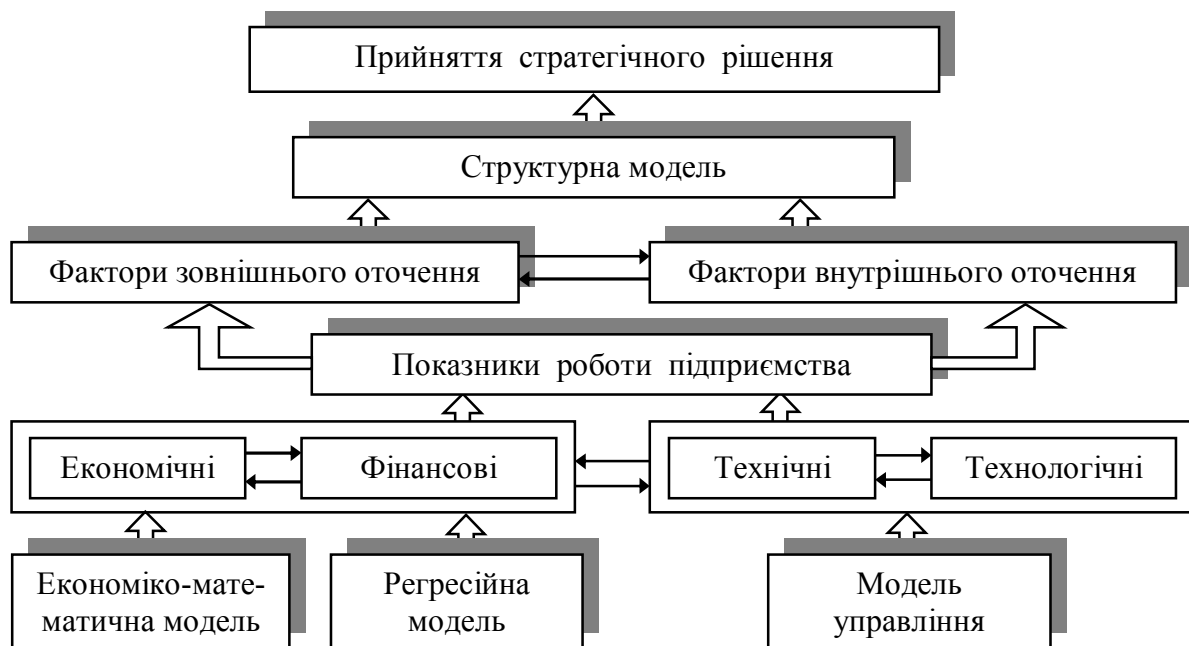 Прийняття стратегічного рішення
Структурна модель
Фактори зовнішнього оточення
Фактори внутрішнього оточення
Показники роботи підприємства
Економічні
Фінансові
Технічні
Технологічні
Економіко-мате-
матична модель
Регресійна
модель
Модель
управління